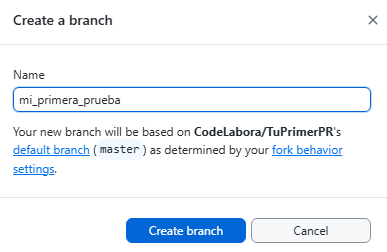 Create a branch
Name
mi_primera_prueba
Your new branch will be based on CodeLabora/TuPrimerPR's
default branch ( master ) as determined by your fork behavior
settings.
Create branch
Cancel